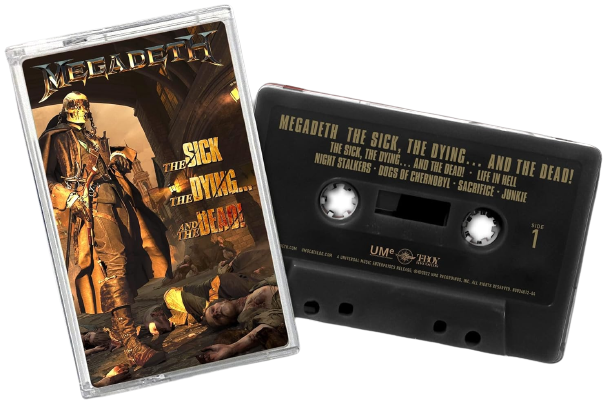 MEGADETH
THE SICK
THE DYING...
AND THE DEAD!
MEGADETH THE SICK, THE DYING... AND THE DEAD!
THE SICK, THE DYING... AND THE DEAD! · LIFE IN HELL
NIGHT STALKERS · DOGS OF CHERNOBYL · SACRIFICE · JUNKIE
SIDE
1
UMe